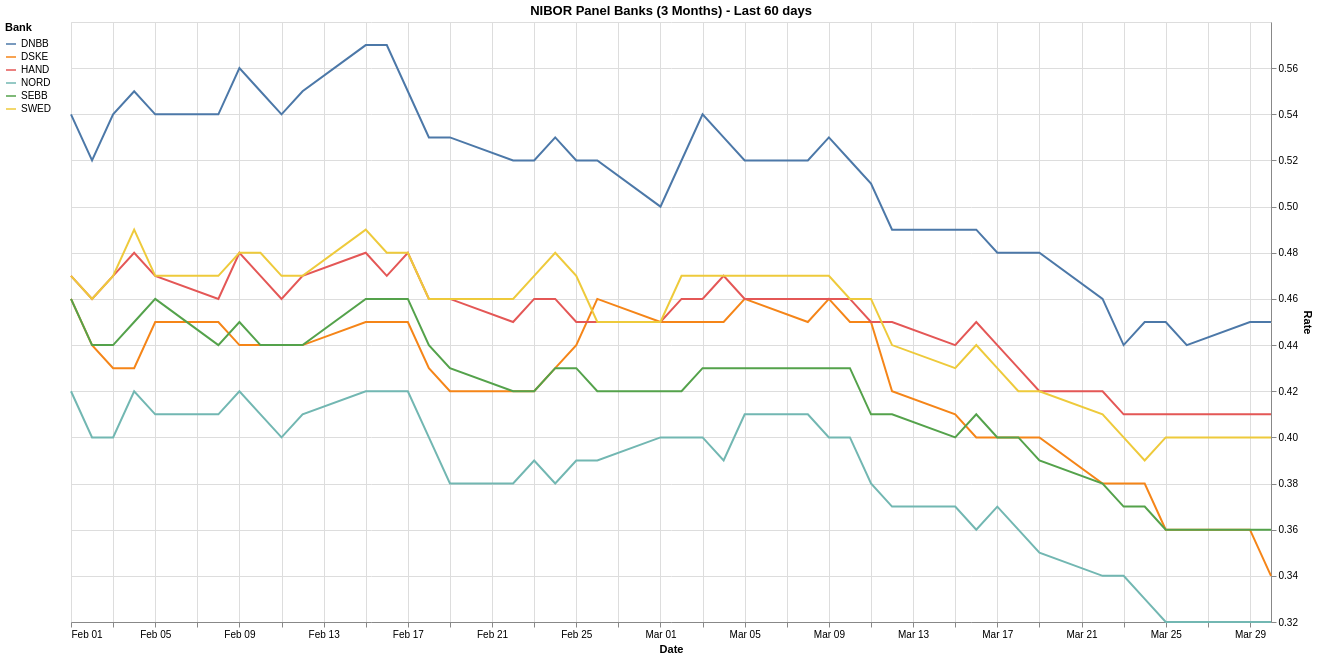 NIBOR Panel Banks (3 Months) - Last 60 days
Bank
DNBB
DSKE
HAND
NORD
SEBB
SWED
0.56
0.54
0.52
0.50
0.48
0.46
0.44
0.42
0.40
0.38
0.36
0.34
0.32
Rate
Feb 01 Feb 05 Feb 09 Feb 13 Feb 17 Feb 21 Feb 25 Mar 01 Mar 05 Mar 09 Mar 13 Mar 17 Mar 21 Mar 25 Mar 29
Date